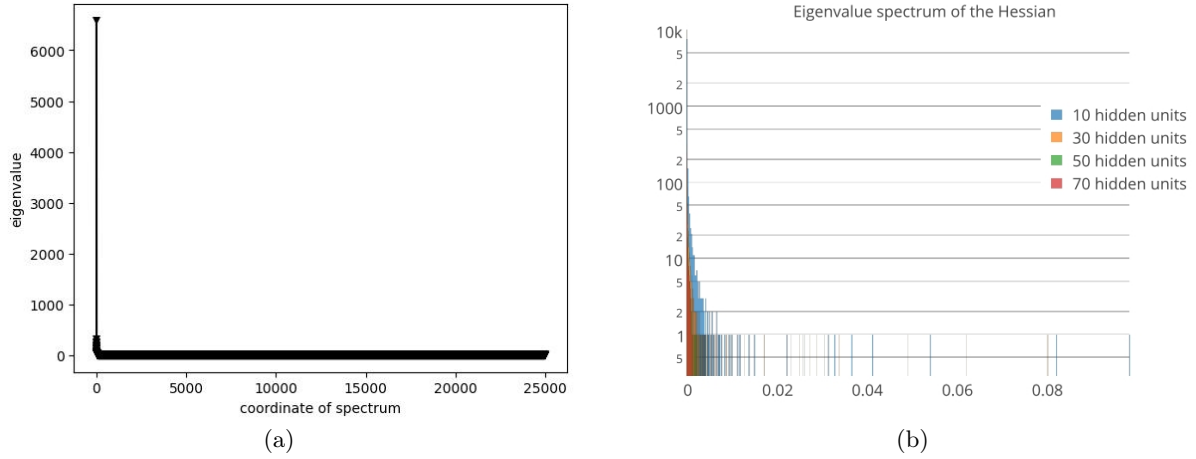 6000
5000
4000
3000
2000
1000
0
eigenvalue
0 5000 10000 15000 20000 25000
coordinate of spectrum
(a)
Eigenvalue spectrum of the Hessian
10k
5
2
1000
5
2
100
5
2
10
5
2
1
5
0 0.02 0.04 0.06 0.08
10 hidden units
30 hidden units
50 hidden units
70 hidden units
(b)